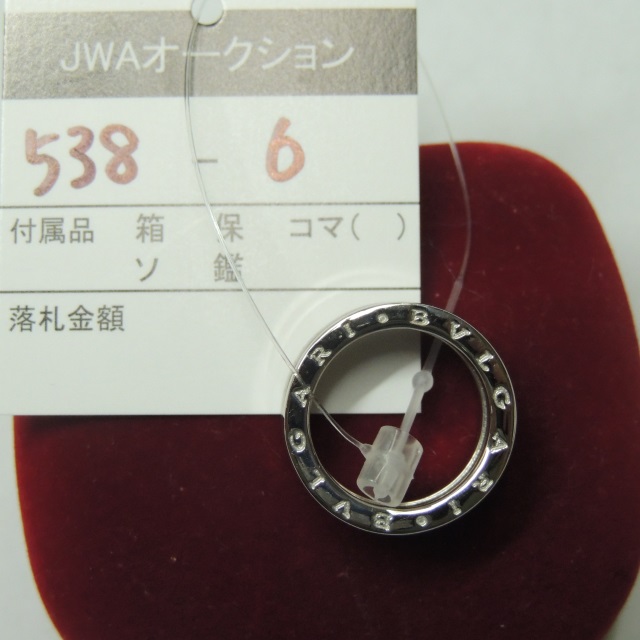 JWAオークション
538 - 6
付属品 箱 保 コマ( )
ソ 鑑
落札金額
BVLGARI • BVLGARI •